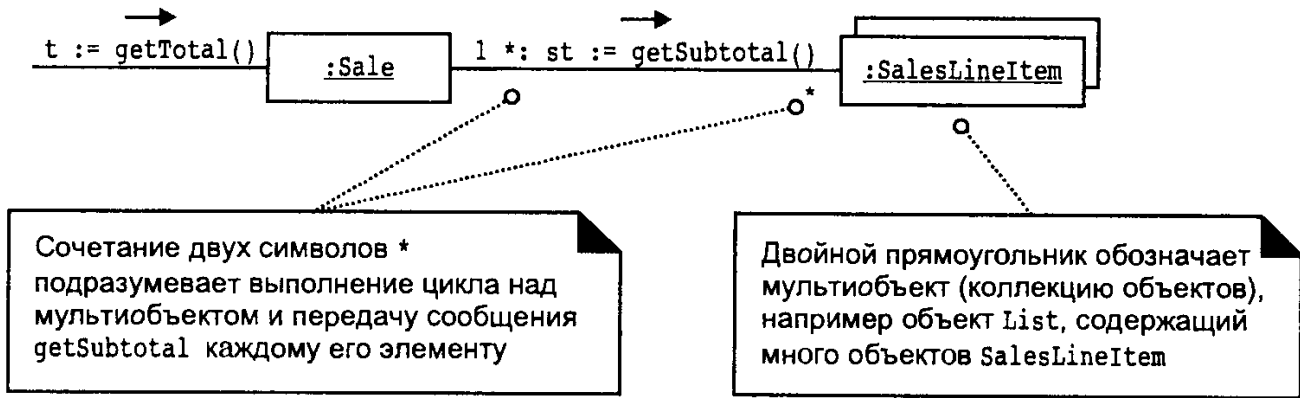 t := getTotal()
:Sale
1 *: st := getSubtotal()
:SalesLineItem
*
Сочетание двух символов *
подразумевает выполнение цикла над
мультиобъектом и передачу сообщения
getSubtotal каждому его элементу
Двойной прямоугольник обозначает
мультиобъект (коллекцию объектов),
например объект List, содержащий
много объектов SalesLineItem